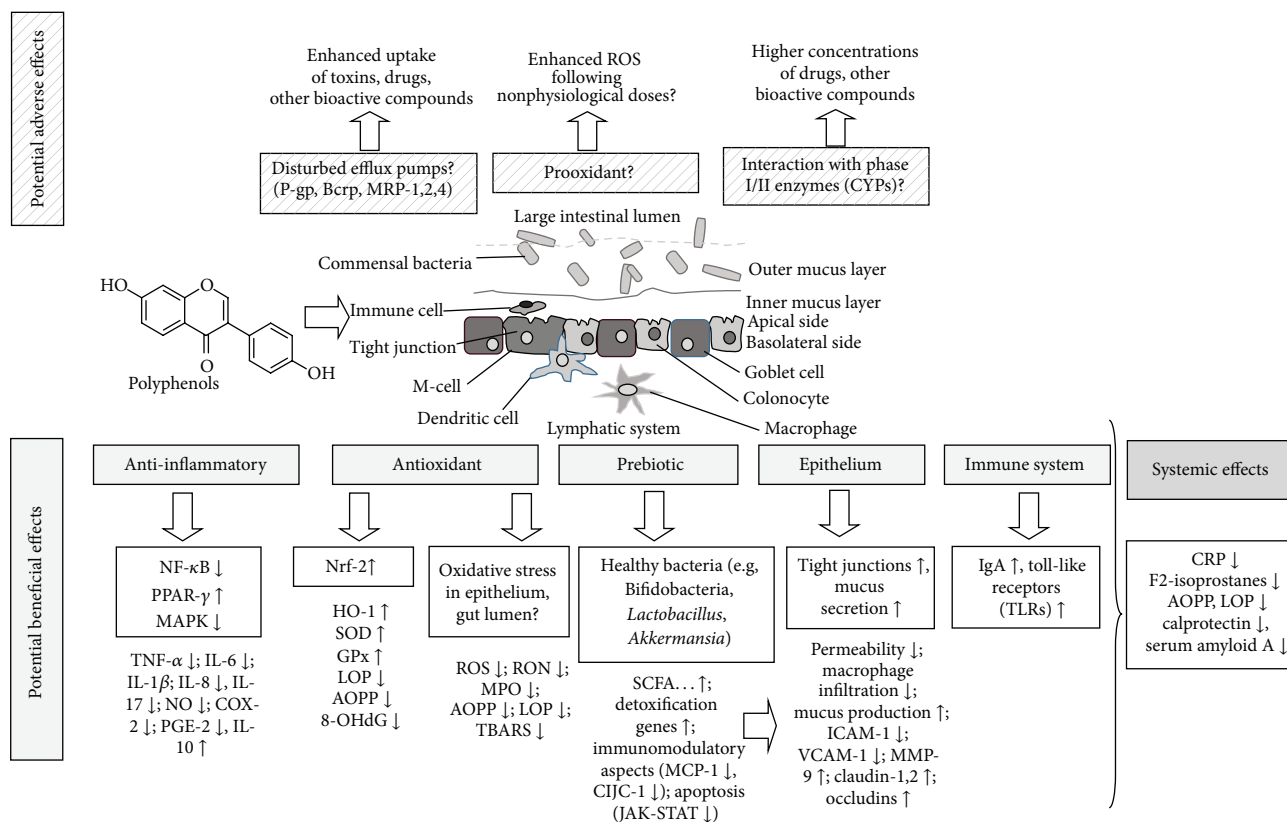 Potential adverse effects
Enhanced uptake
of toxins, drugs,
other bioactive compounds
Enhanced ROS
following
nonphysiological doses?
Higher concentrations
of drugs, other
bioactive compounds
Disturbed efflux pumps?
(P-gp, Bcrp, MRP-1,2,4)
Prooxidant?
Interaction with phase
I/II enzymes (CYPs)?
Large intestinal lumen
Commensal bacteria
Outer mucus layer
HO
O
O
OH
Polyphenols
Immune cell
Inner mucus layer
Apical side
Tight junction
Basolateral side
M-cell
Goblet cell
Colonocyte
Dendritic cell
Lymphatic system
Macrophage
Potential beneficial effects
Anti-inflammatory
Antioxidant
Prebiotic
Epithelium
Immune system
Systemic effects
NF-κB ↓
PPAR-γ ↑
MAPK ↓
TNF-α ↓; IL-6 ↓;
IL-1β; IL-8 ↓, IL-
17 ↓; NO ↓; COX-
2 ↓; PGE-2 ↓, IL-
10 ↑
Nrf-2↑
HO-1 ↑
SOD ↑
GPx ↑
LOP ↓
AOPP ↓
8-OHdG ↓
Oxidative stress
in epithelium,
gut lumen?
ROS ↓; RON ↓;
MPO ↓;
AOPP ↓; LOP ↓;
TBARS ↓
Healthy bacteria (e.g,
Bifidobacteria,
Lactobacillus,
Akkermansia)
SCFA… ↑;
detoxification
genes ↑;
immunomodulatory
aspects (MCP-1 ↓,
CIJC-1 ↓); apoptosis
(JAK-STAT ↓)
Tight junctions ↑,
mucus
secretion ↑
Permeability ↓;
macrophage
infiltration ↓;
mucus production ↑;
ICAM-1 ↓;
VCAM-1 ↓; MMP-
9 ↑; claudin-1,2 ↑;
occludins ↑
IgA ↑, toll-like
receptors
(TLRs) ↑
CRP ↓
F2-isoprostanes ↓
AOPP, LOP ↓
calprotectin ↓,
serum amyloid A ↓